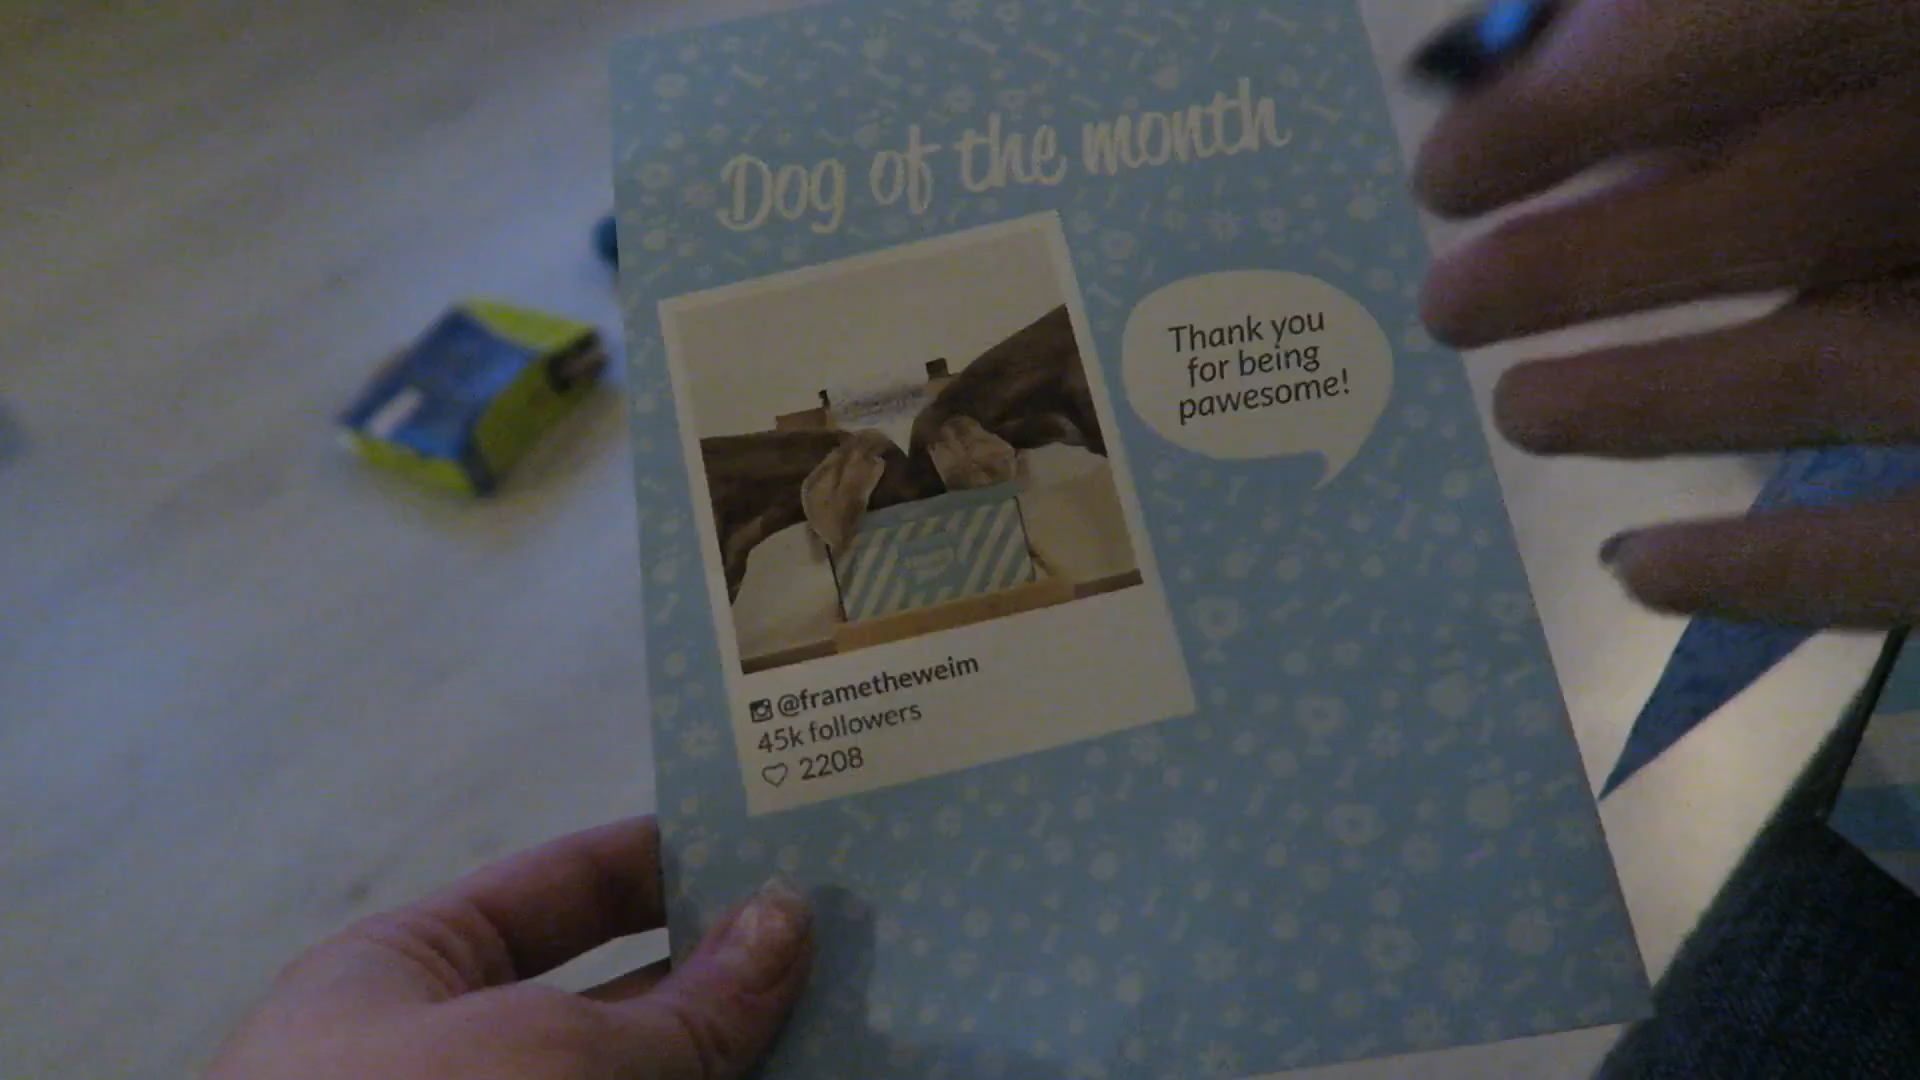 Dog of the month
Thank you
for being
pawesome!
@frametheweim
45k followers
♡ 2208